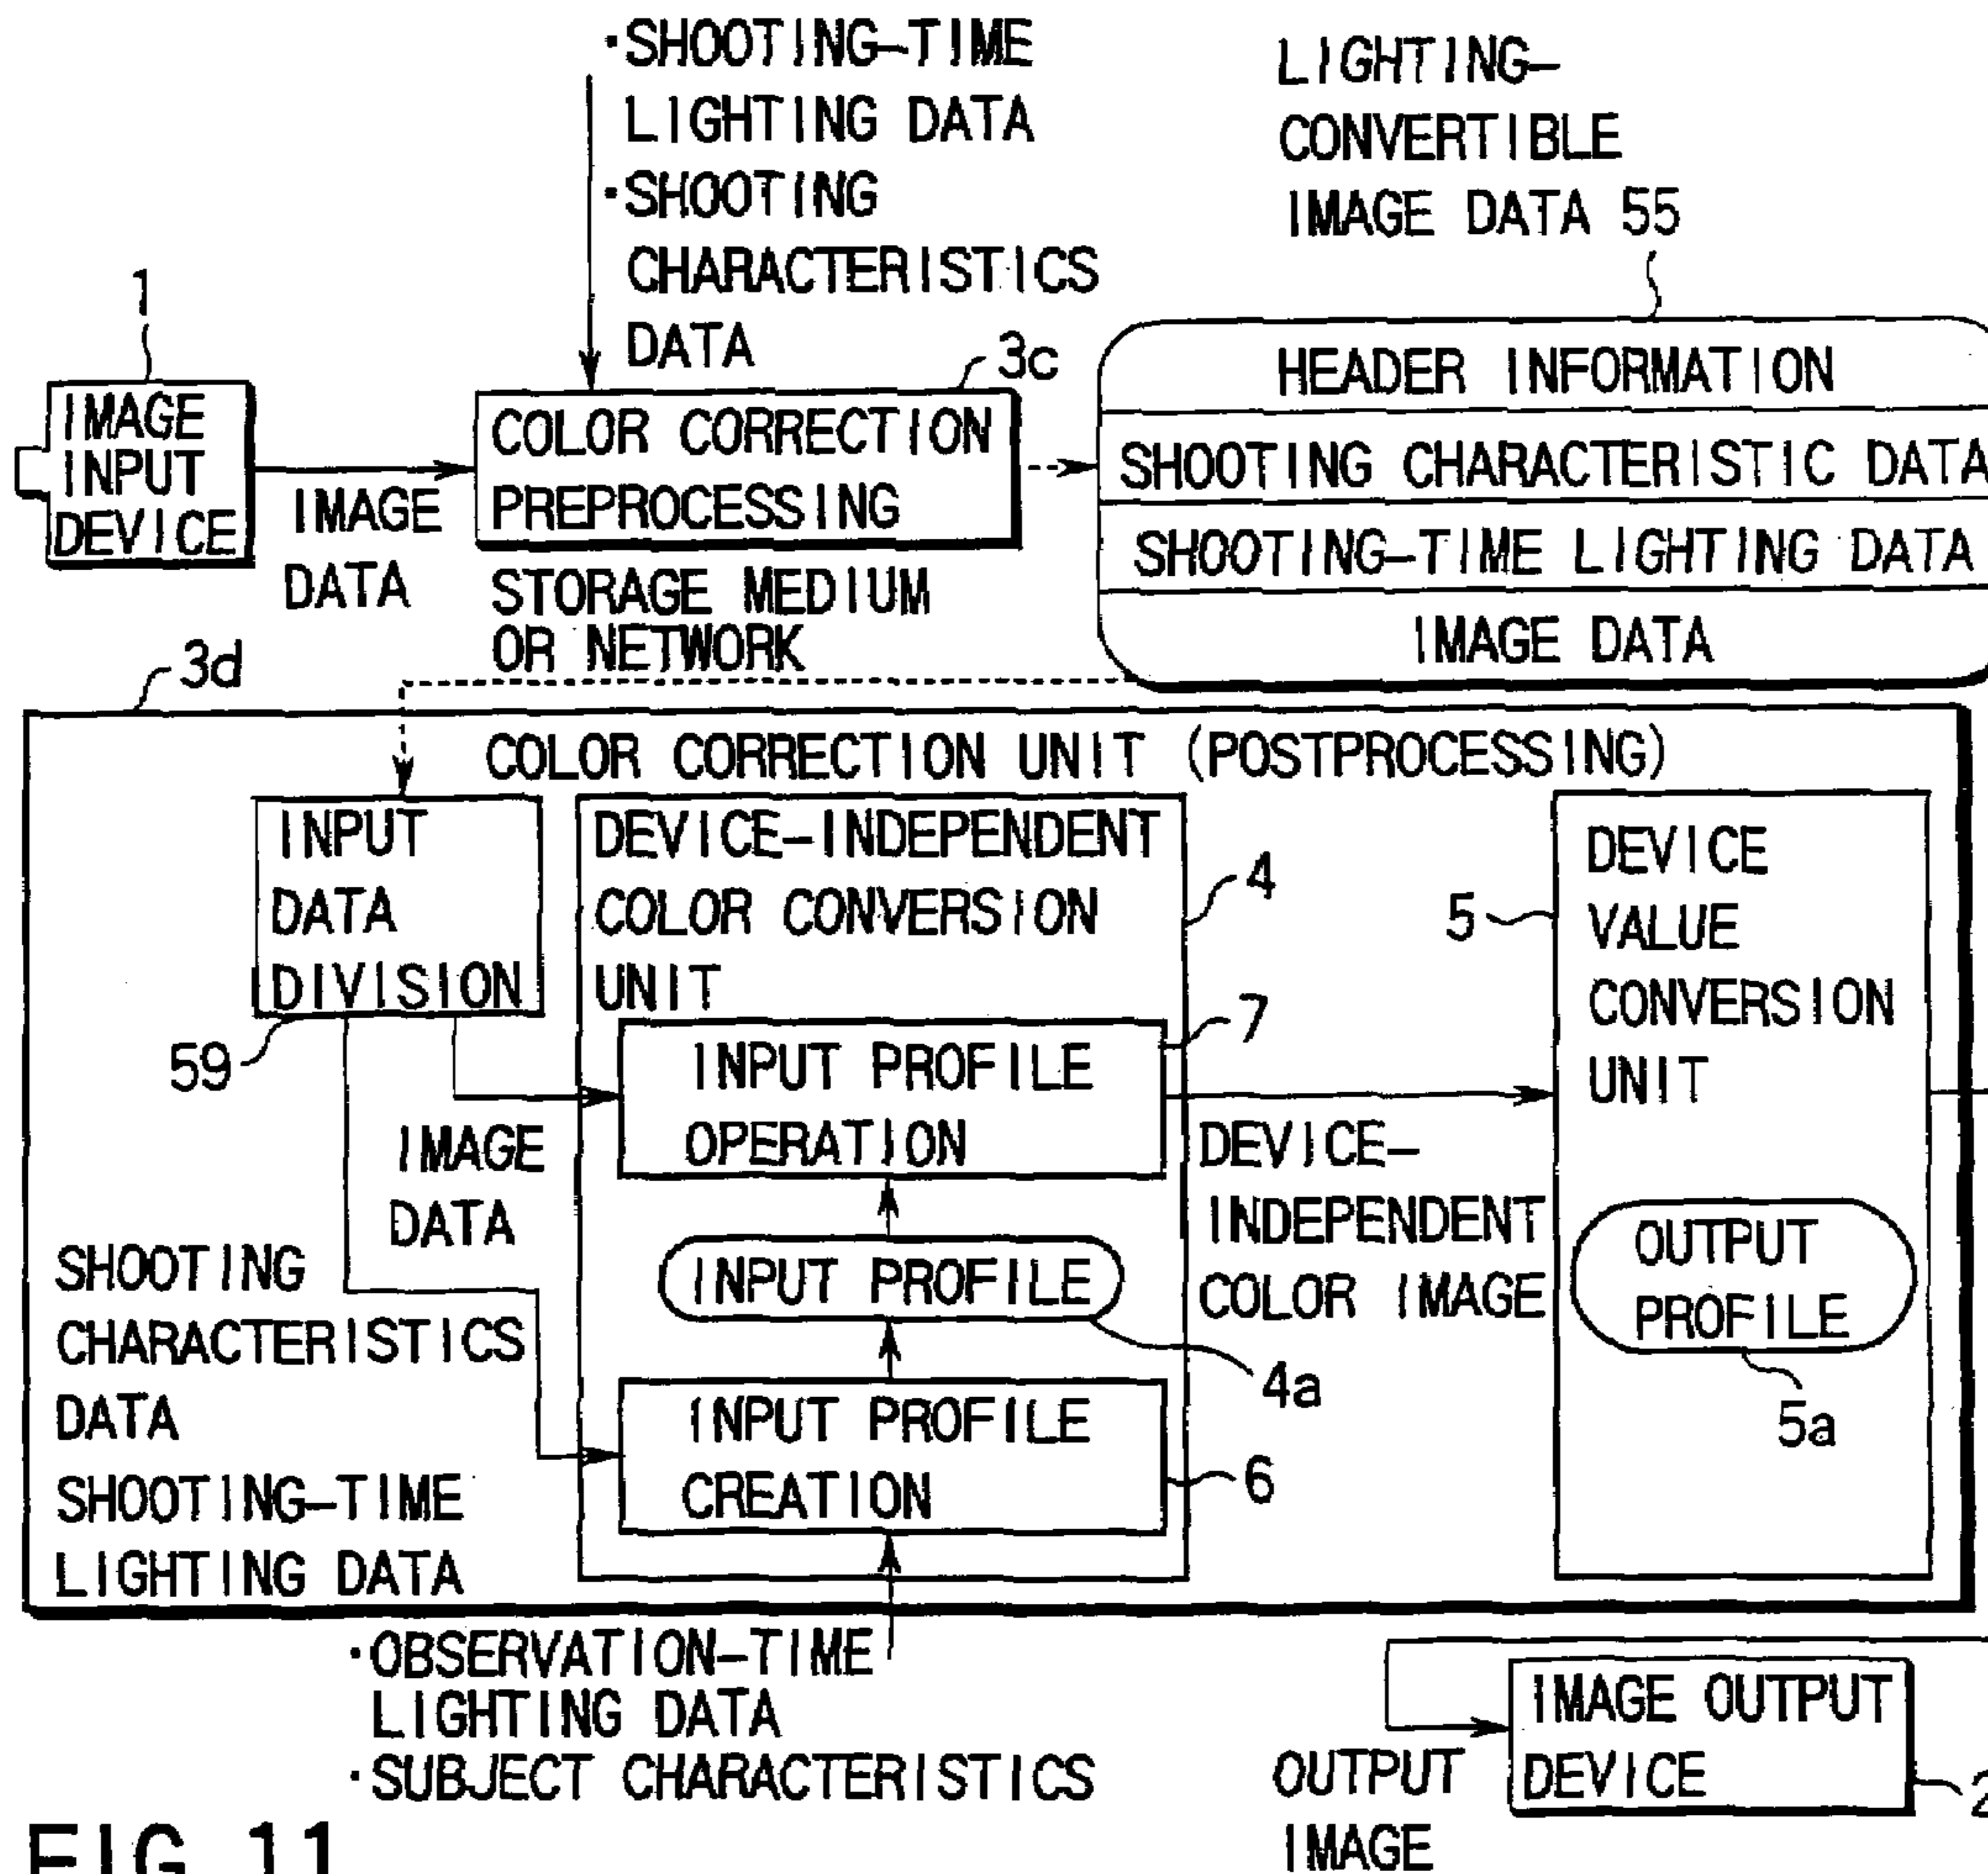 ·SHOOTING-TIME
LIGHTING DATA
·SHOOTING
CHARACTERISTICS
DATA
LIGHTING-
CONVERTIBLE
IMAGE DATA 55
1
IMAGE
INPUT
DEVICE
IMAGE
DATA
3c
COLOR CORRECTION
PREPROCESSING
STORAGE MEDIUM
OR NETWORK
HEADER INFORMATION
SHOOTING CHARACTERISTIC DATA
SHOOTING-TIME LIGHTING DATA
IMAGE DATA
3d
COLOR CORRECTION UNIT (POSTPROCESSING)
INPUT
DATA
DIVISION
59
DEVICE-INDEPENDENT
COLOR CONVERSION
UNIT
4
7
INPUT PROFILE
OPERATION
IMAGE
DATA
INPUT PROFILE
4a
INPUT PROFILE
CREATION
6
SHOOTING
CHARACTERISTICS
DATA
SHOOTING-TIME
LIGHTING DATA
DEVICE-
INDEPENDENT
COLOR IMAGE
5
DEVICE
VALUE
CONVERSION
UNIT
OUTPUT
PROFILE
5a
·OBSERVATION-TIME
LIGHTING DATA
·SUBJECT CHARACTERISTICS
OUTPUT
IMAGE
IMAGE OUTPUT
DEVICE
2
FIG.11